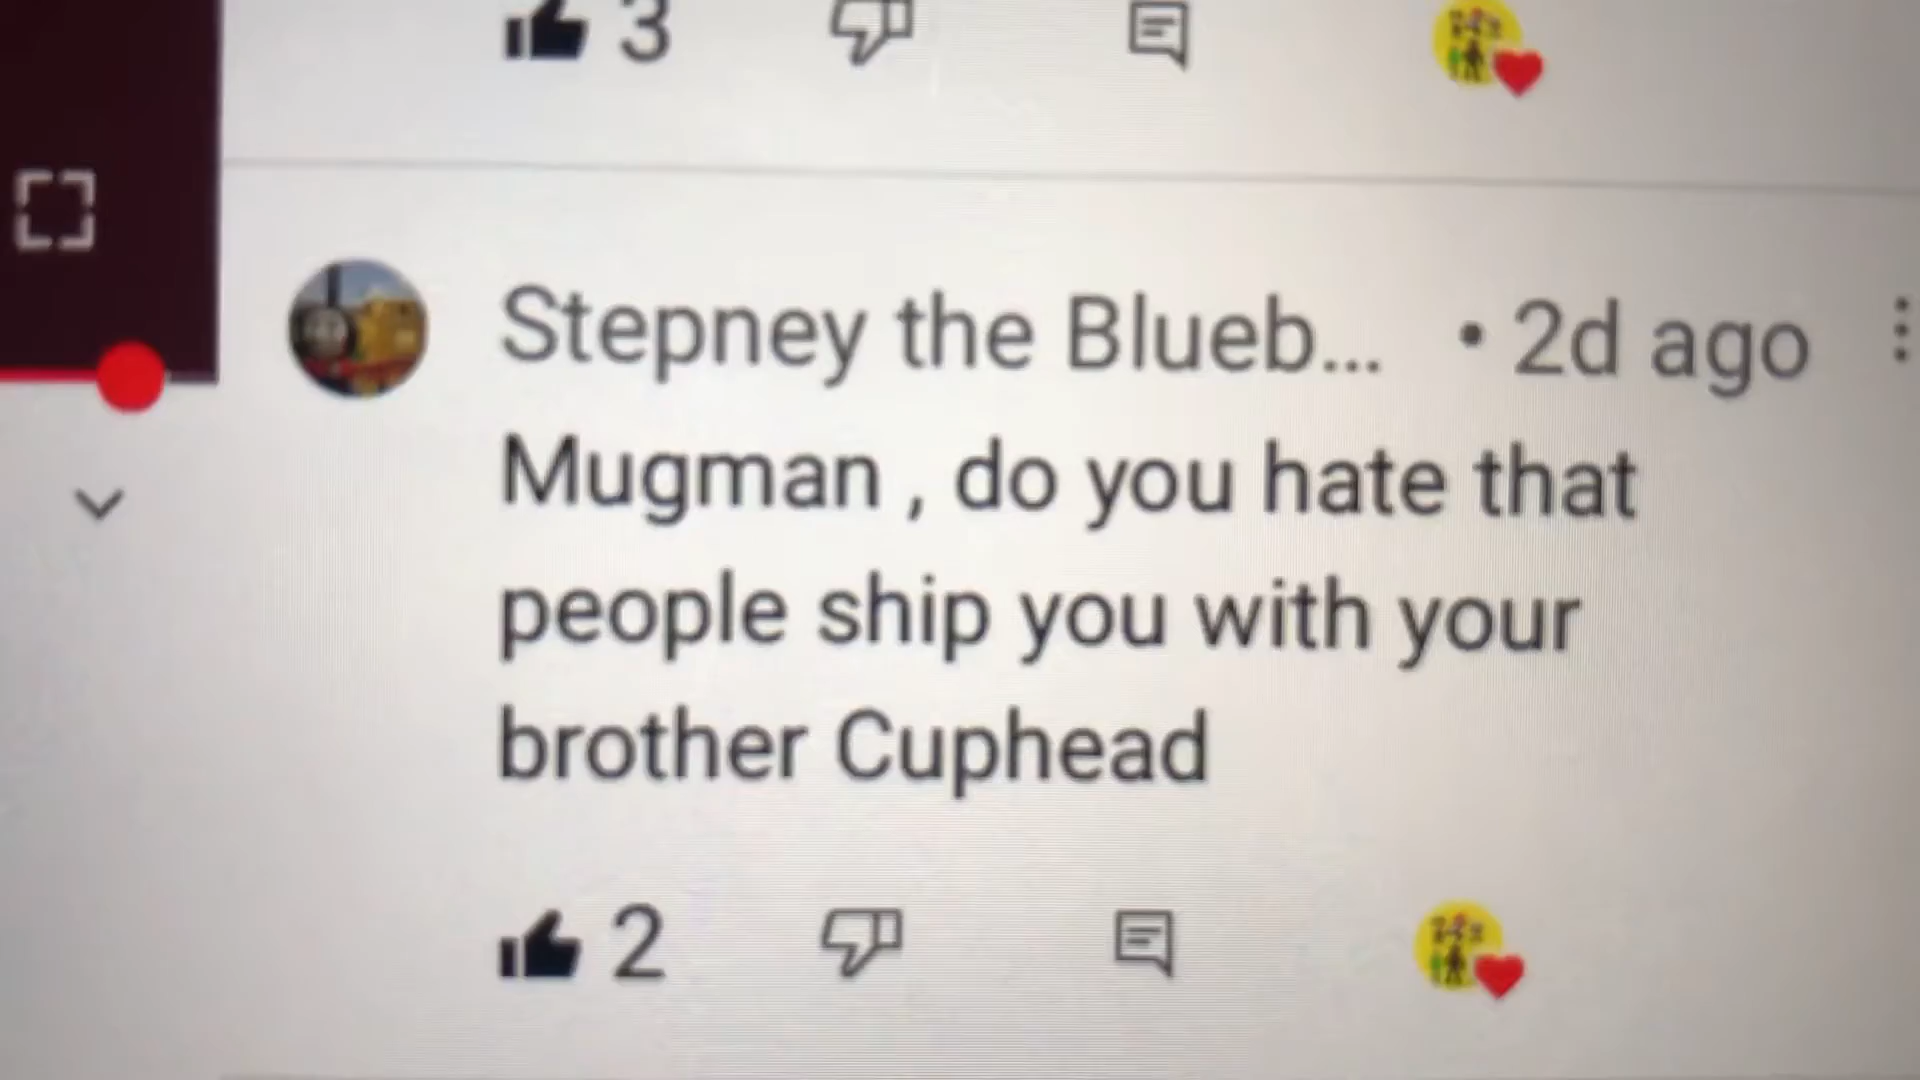 3
Stepney the Blueb... • 2d ago
Mugman , do you hate that
people ship you with your
brother Cuphead
2